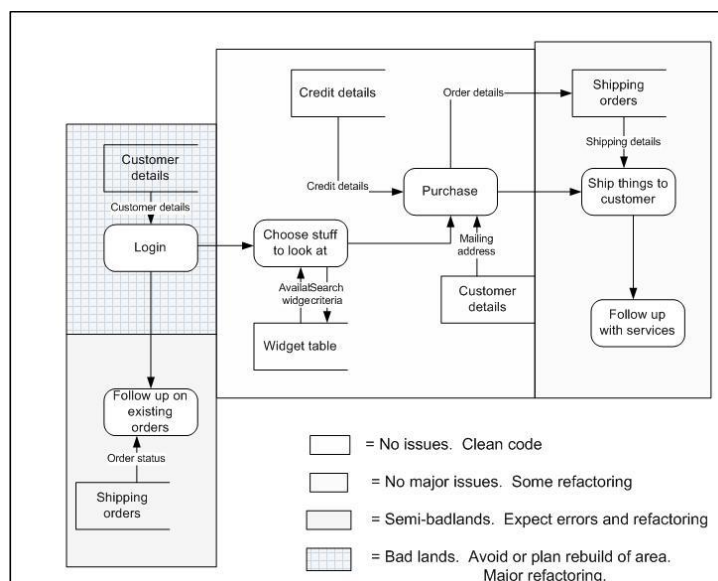 Credit details
Order details
Shipping
orders
Customer
details
Customer details
Login
Credit details
Purchase
Shipping details
Ship things to
customer
Choose stuff
to look at
Mailing
address
Search
criteria
Widget table
Customer
details
Follow up
with services
Follow up on
existing
orders
Order status
Shipping
orders
= No issues. Clean code
= No major issues. Some refactoring
= Semi-badlands. Expect errors and refactoring
= Bad lands. Avoid or plan rebuild of area.
Major refactoring.